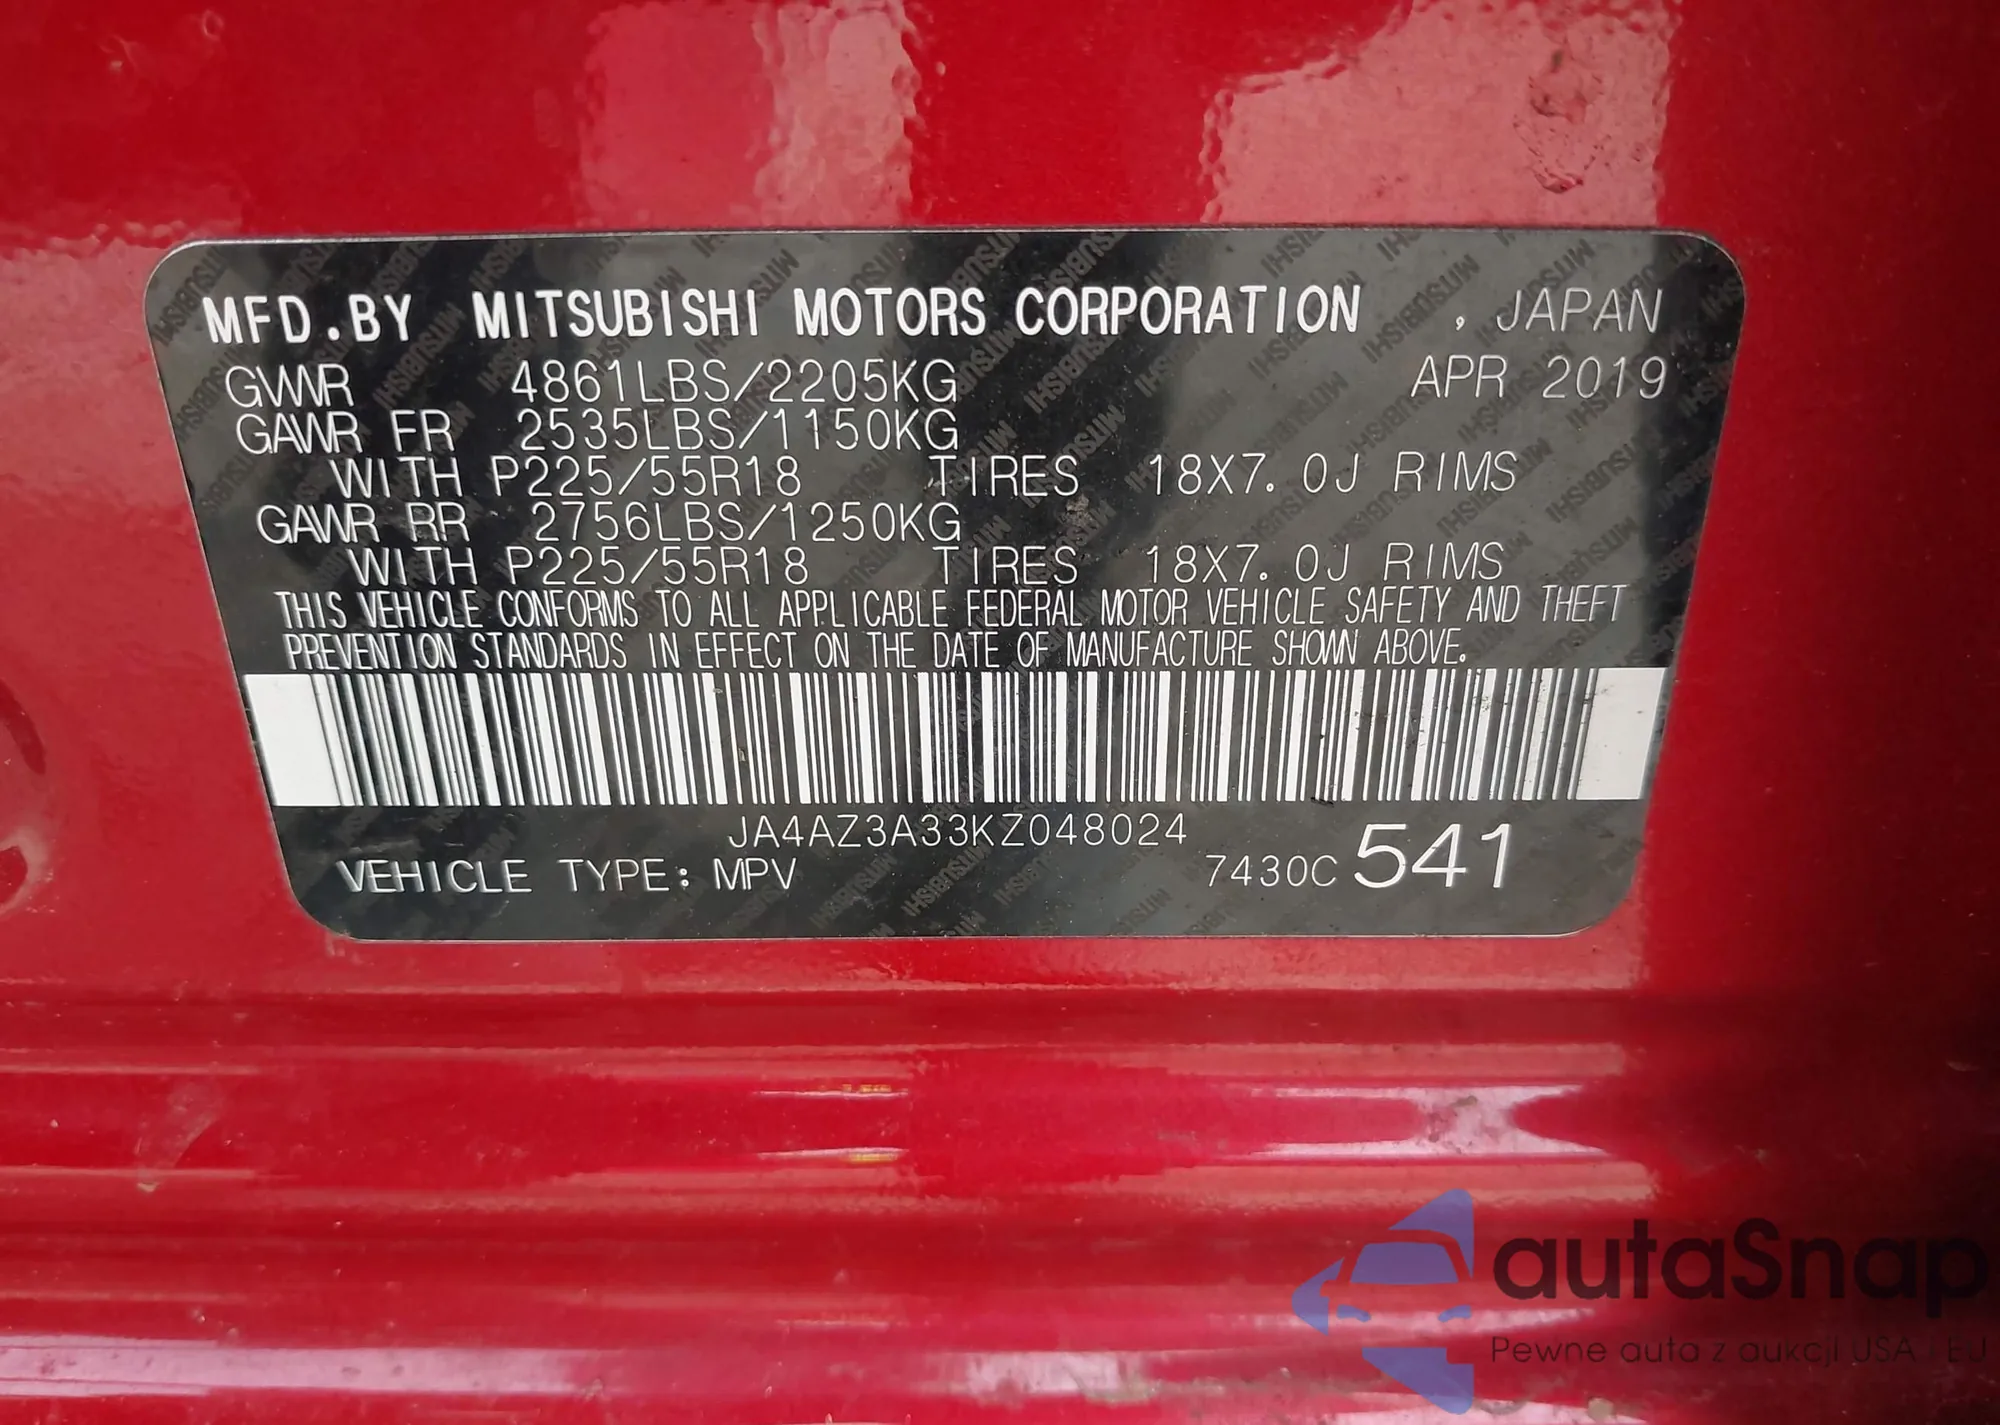 MFD.BY MITSUBISHI MOTORS CORPORATION , JAPAN
GVWR 4861LBS/2205KG APR 2019
GAWR FR 2535LBS/1150KG
WITH P225/55R18 TIRES 18X7.0J RIMS
GAWR RR 2756LBS/1250KG
WITH P225/55R18 TIRES 18X7.0J RIMS
THIS VEHICLE CONFORMS TO ALL APPLICABLE FEDERAL MOTOR VEHICLE SAFETY AND THEFT
PREVENTION STANDARDS IN EFFECT ON THE DATE OF MANUFACTURE SHOWN ABOVE.
JA4AZ3A33KZ048024
VEHICLE TYPE: MPV 7430C 541
autaSnap
Pewne auta z aukcji USA i EU